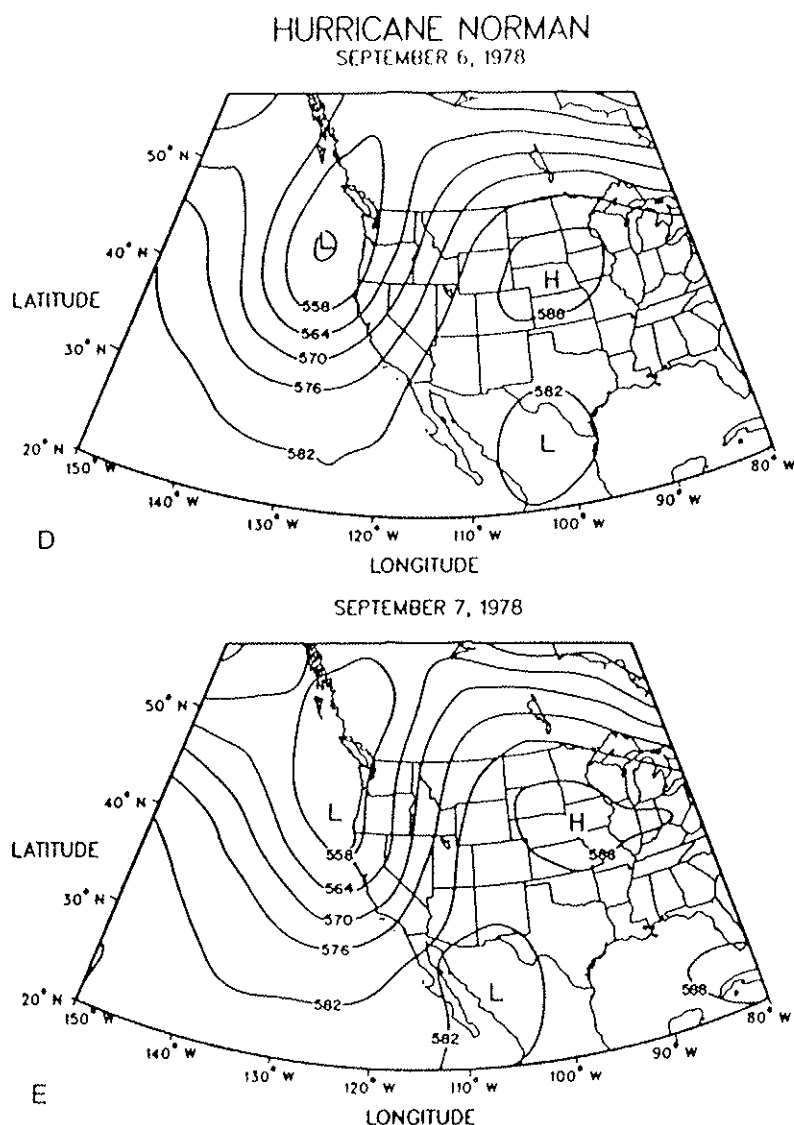 HURRICANE NORMAN
SEPTEMBER 6, 1978
50° N
40° N
LATITUDE
30° N
20° N
150° W
140° W
130° W
120° W
110° W
100° W
90° W
80° W
LONGITUDE
L
558
564
570
576
582
H
588
582
L
D
SEPTEMBER 7, 1978
50° N
40° N
LATITUDE
30° N
20° N
150° W
140° W
130° W
120° W
110° W
100° W
90° W
80° W
LONGITUDE
L
558
564
570
576
582
H
588
L
582
588
E